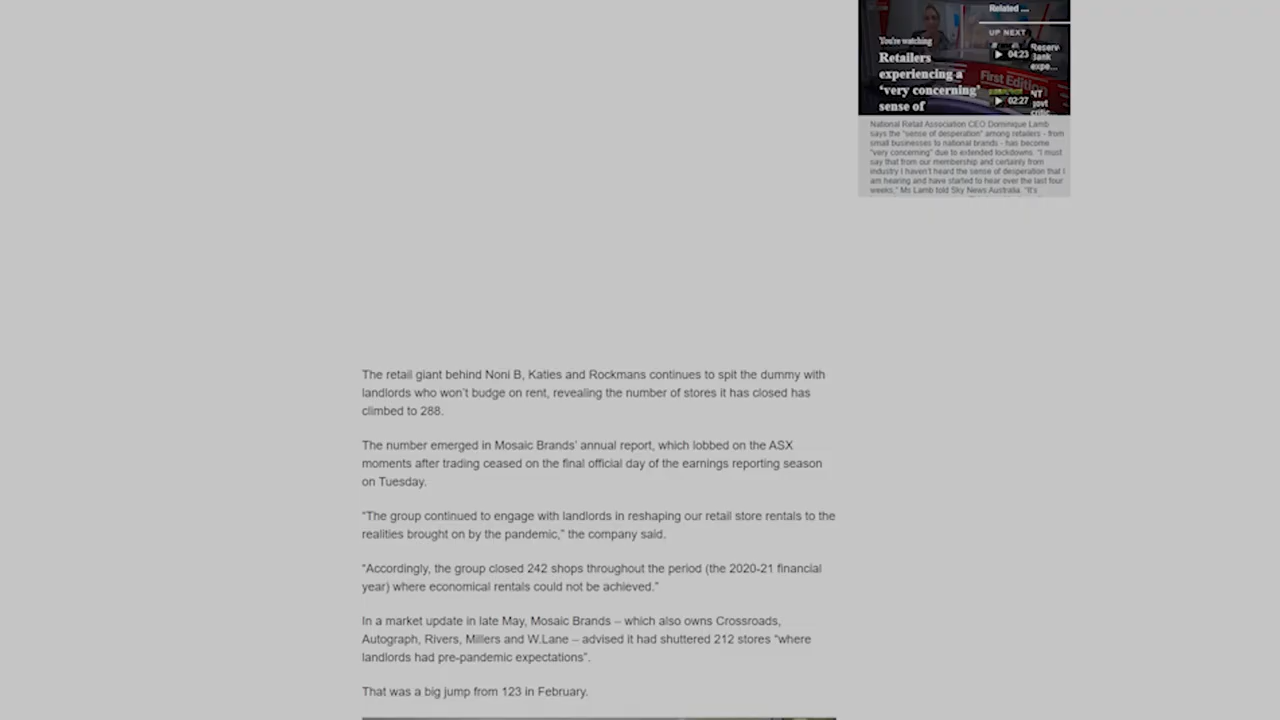 Related ...
UP NEXT
You're watching
Retailers
experiencing a
‘very concerning’
sense of
04:23
Reserv
Bank
expe...
First Edition
02:27
NT
govt
critic
National Retail Association CEO Dominique Lamb
says the "sense of desperation" among retailers - from
small businesses to national brands - has become
"very concerning" due to extended lockdowns. "I must
say that from our membership and certainly from
industry I haven't heard the sense of desperation that I
am hearing and have started to hear over the last four
weeks," Ms Lamb told Sky News Australia. "It's
The retail giant behind Noni B, Katies and Rockmans continues to spit the dummy with
landlords who won’t budge on rent, revealing the number of stores it has closed has
climbed to 288.
The number emerged in Mosaic Brands’ annual report, which lobbed on the ASX
moments after trading ceased on the final official day of the earnings reporting season
on Tuesday.
“The group continued to engage with landlords in reshaping our retail store rentals to the
realities brought on by the pandemic,” the company said.
“Accordingly, the group closed 242 shops throughout the period (the 2020-21 financial
year) where economical rentals could not be achieved.”
In a market update in late May, Mosaic Brands – which also owns Crossroads,
Autograph, Rivers, Millers and W.Lane – advised it had shuttered 212 stores “where
landlords had pre-pandemic expectations”.
That was a big jump from 123 in February.